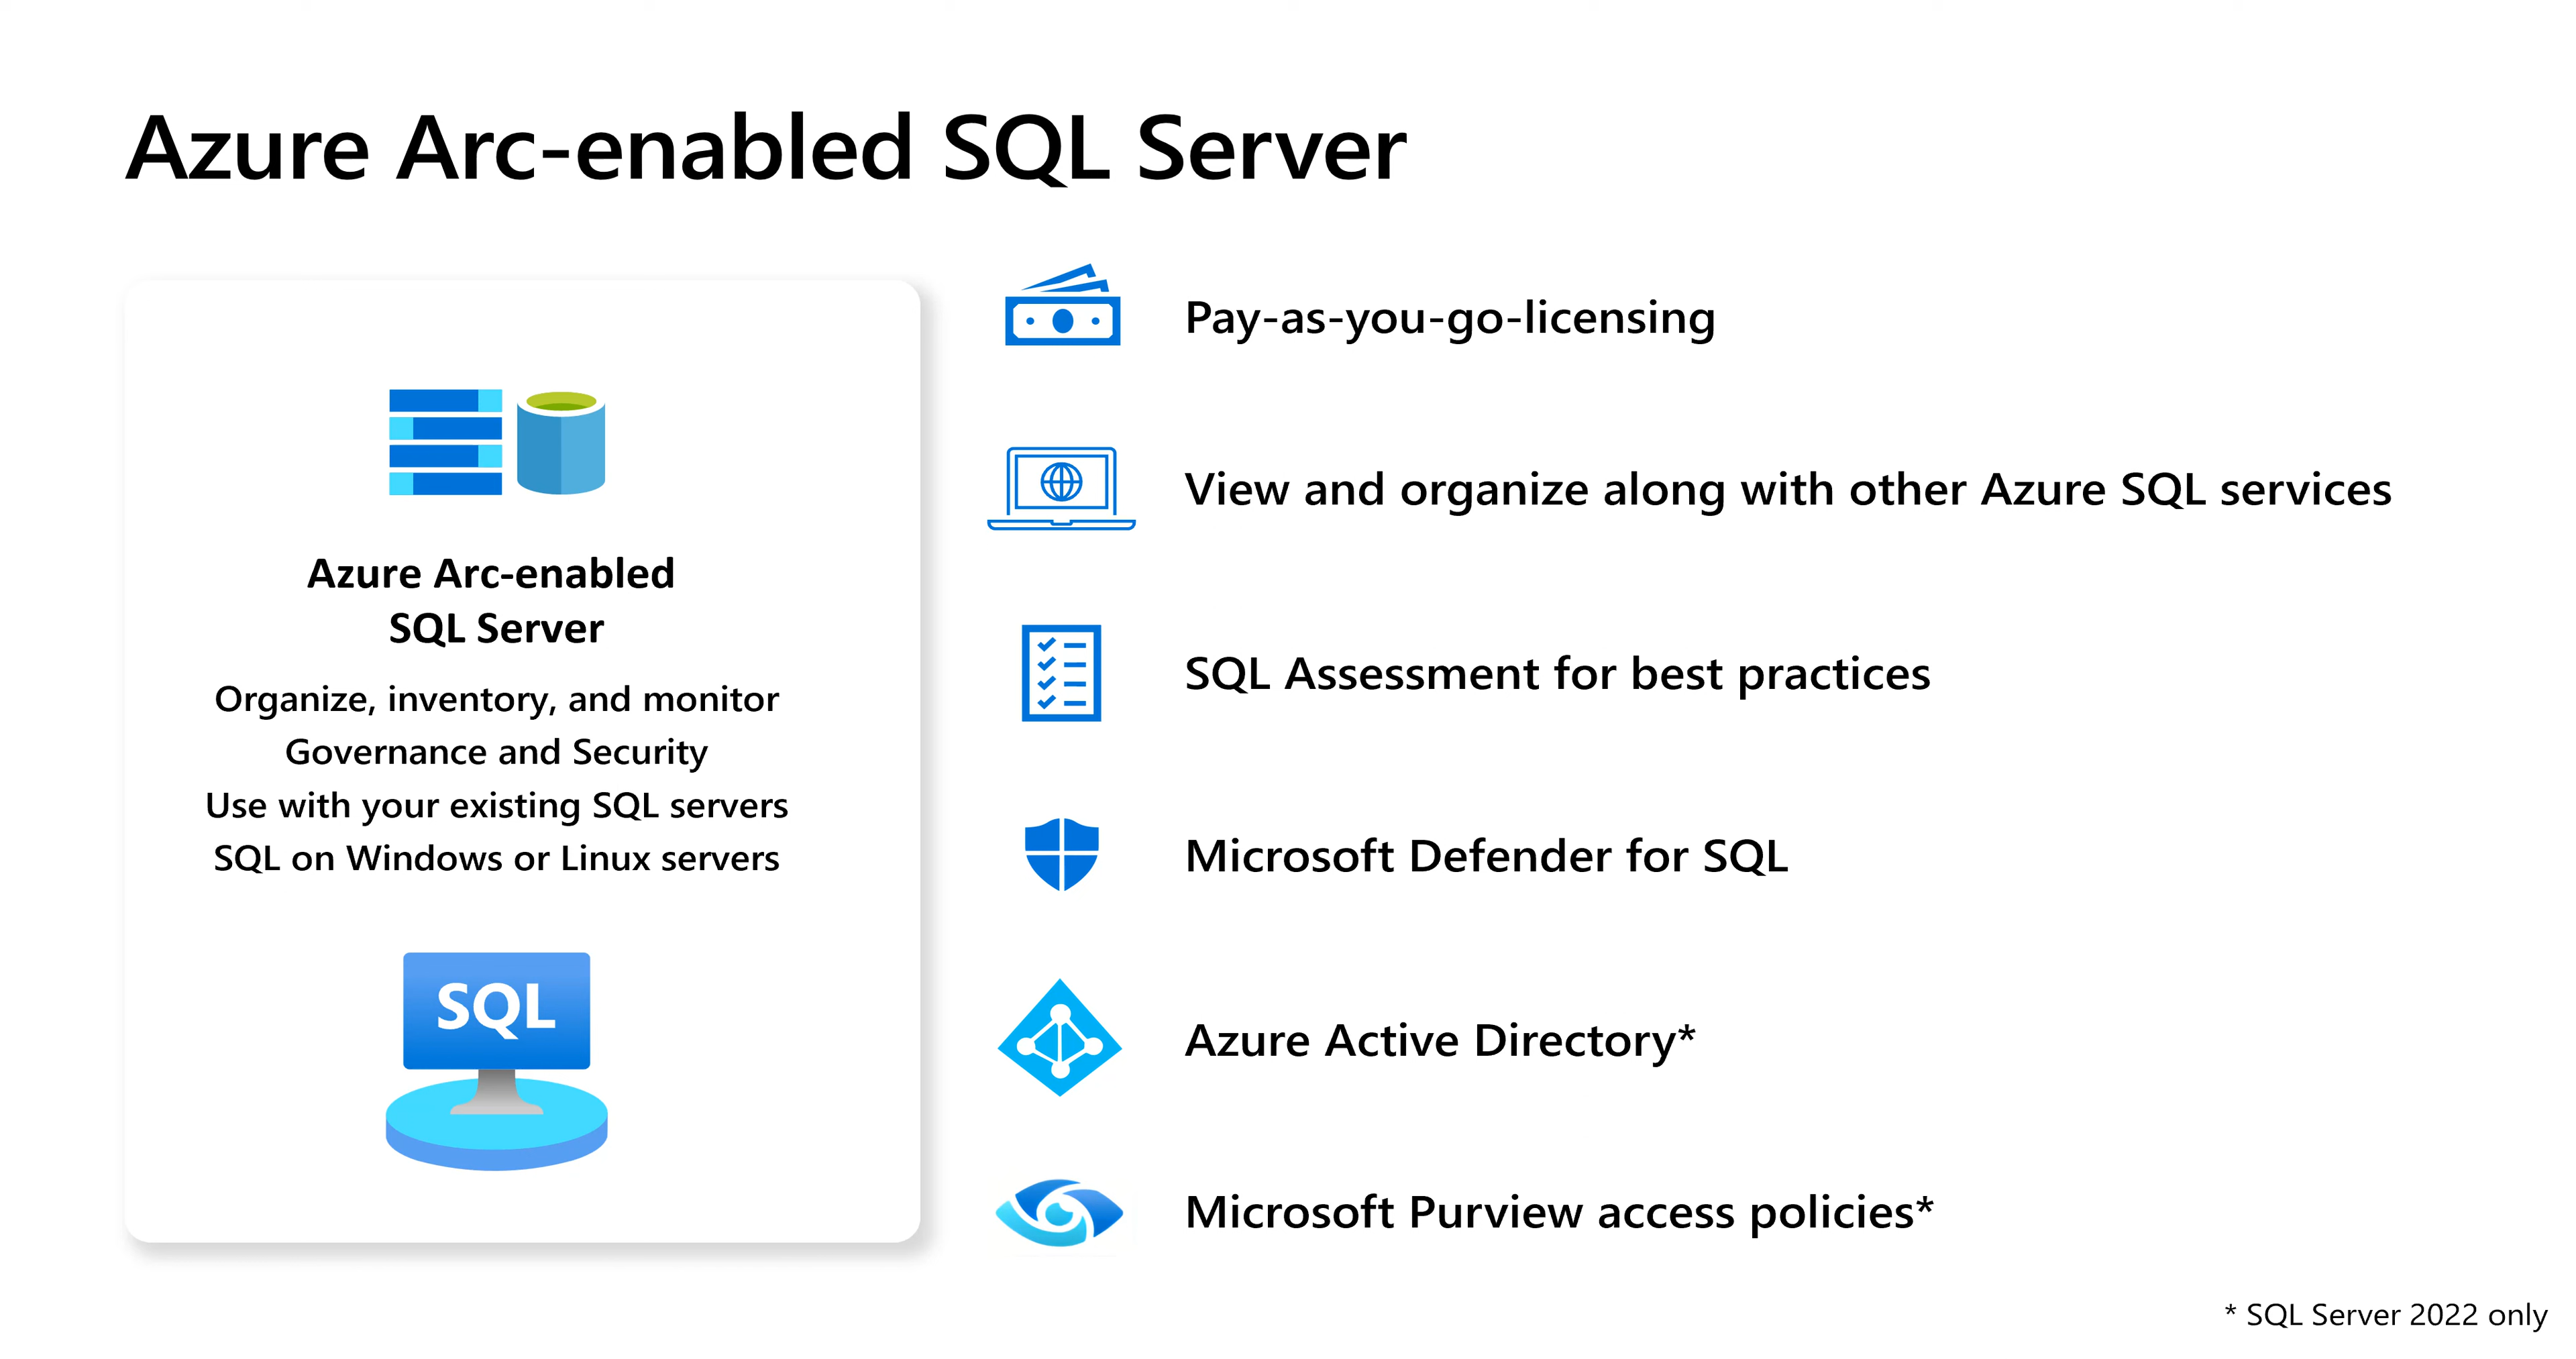 Azure Arc-enabled SQL Server
Azure Arc-enabled
SQL Server
Organize, inventory, and monitor
Governance and Security
Use with your existing SQL servers
SQL on Windows or Linux servers
SQL
Pay-as-you-go-licensing
View and organize along with other Azure SQL services
SQL Assessment for best practices
Microsoft Defender for SQL
Azure Active Directory*
Microsoft Purview access policies*
* SQL Server 2022 only